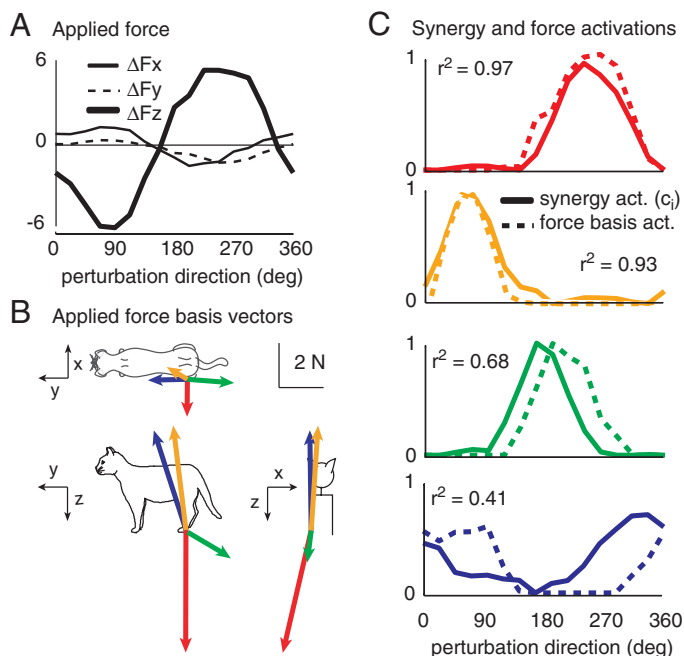 A Applied force
6
ΔFx
ΔFy
ΔFz
0
-6
0 90 180 270 360
perturbation direction (deg)
B Applied force basis vectors
x
y
2 N
y
z
x
z
C Synergy and force activations
1
r² = 0.97
0
1
synergy act. (cᵢ)
force basis act.
r² = 0.93
0
1
r² = 0.68
0
1
r² = 0.41
0
0 90 180 270 360
perturbation direction (deg)